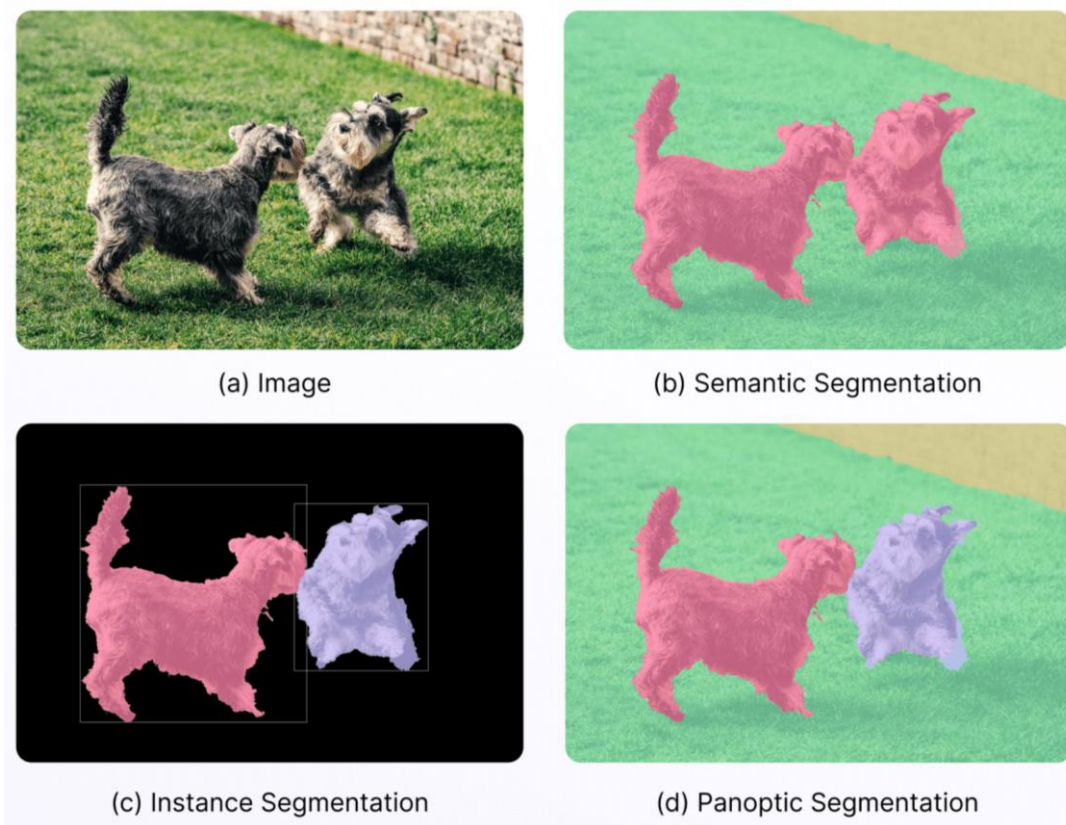 (a) Image
(b) Semantic Segmentation
(c) Instance Segmentation
(d) Panoptic Segmentation